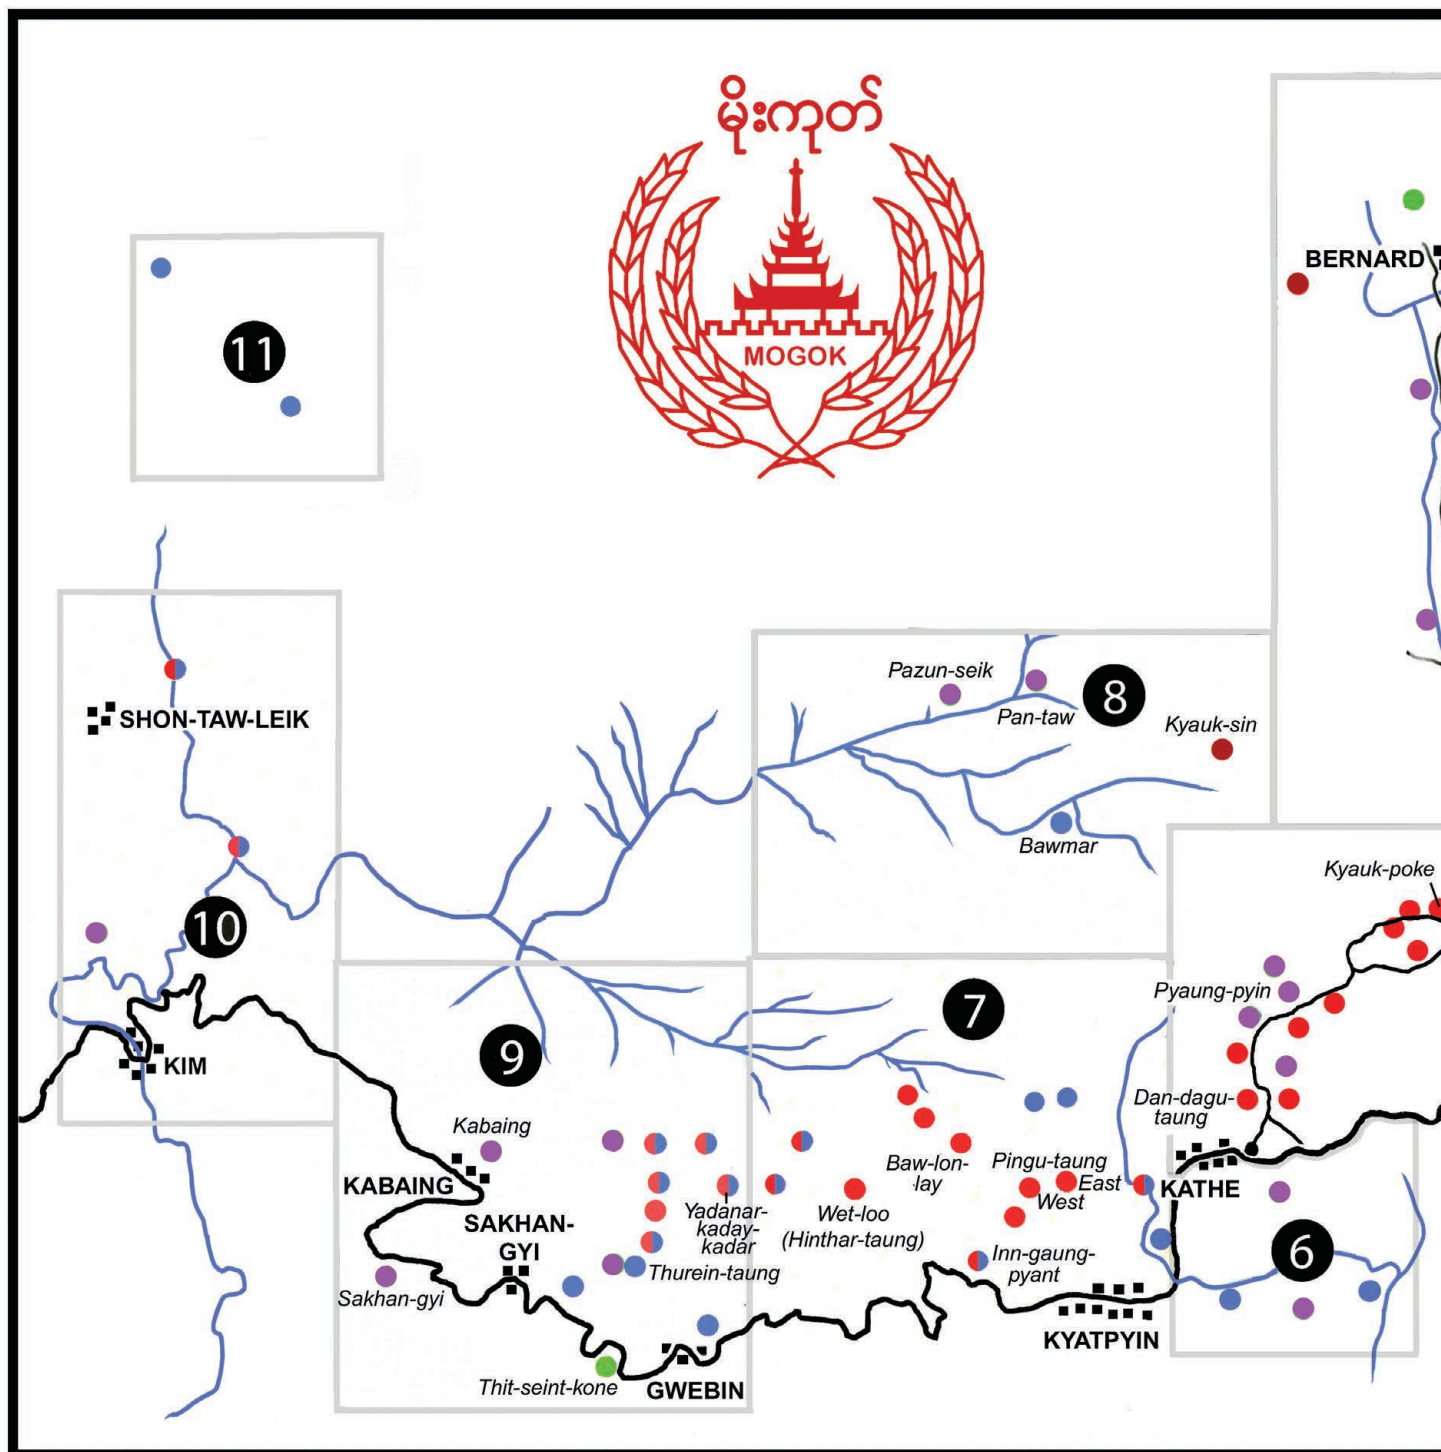 မိုးကုတ်
MOGOK
BERNARD
11
Pazun-seik
8
Pan-taw
Kyauk-sin
SHON-TAW-LEIK
Bawmar
Kyauk-poke
10
Pyaung-pyin
7
9
KIM
Dan-dagu-
taung
Kabaing
Baw-lon-
lay
Pingu-taung
East
West
KABAING
KATHE
SAKHAN-
GYI
Yadanar-
kaday-
kadar
Wet-loo
(Hinthar-taung)
6
Inn-gaung-
pyant
Thurein-taung
Sakhan-gyi
KYATPYIN
Thit-seint-kone
GWEBIN